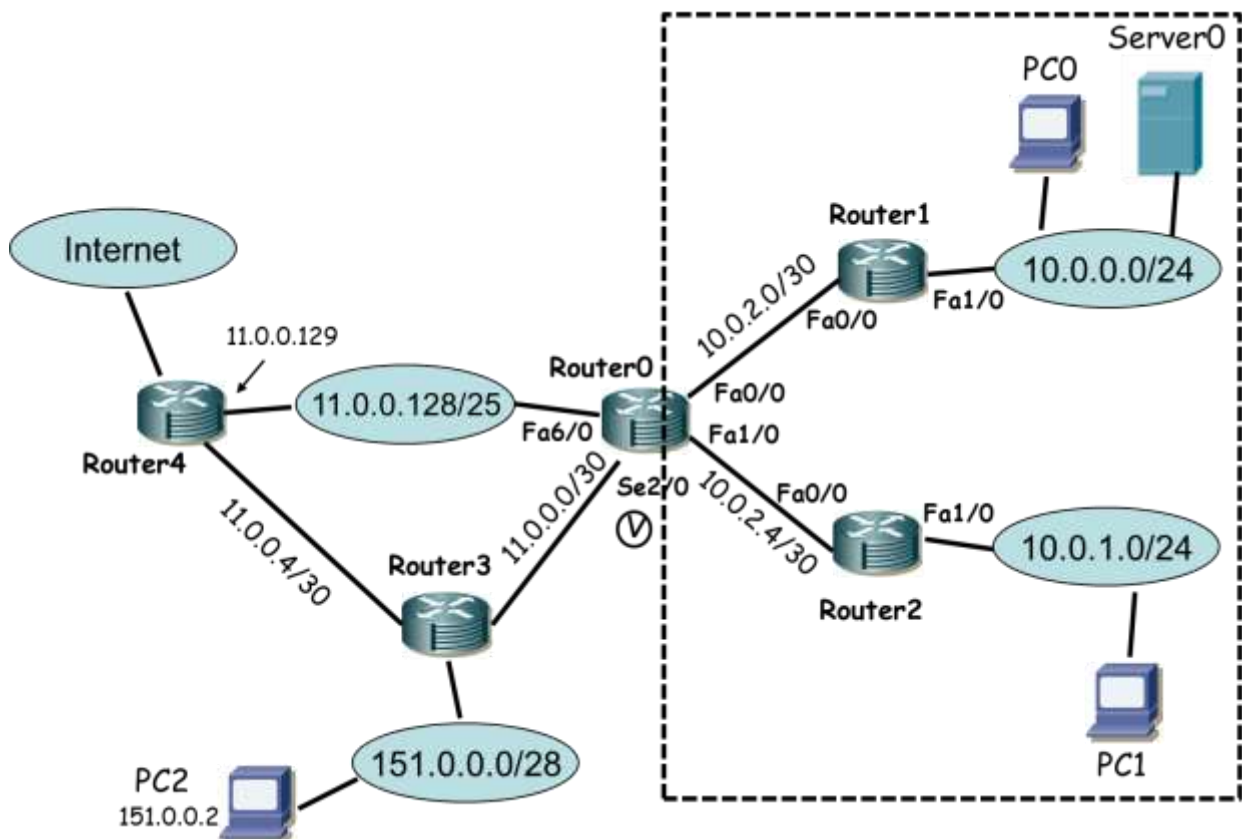 Server0
PC0
Router1
Internet
10.0.0.0/24
10.0.2.0/30
Fa1/0
Fa0/0
11.0.0.129
Router0
11.0.0.128/25
Fa0/0
Fa6/0
Fa1/0
Router4
Se2/0
V
11.0.0.0/30
10.0.2.4/30
Fa0/0
Fa1/0
10.0.1.0/24
11.0.0.4/30
Router3
Router2
151.0.0.0/28
PC1
PC2
151.0.0.2